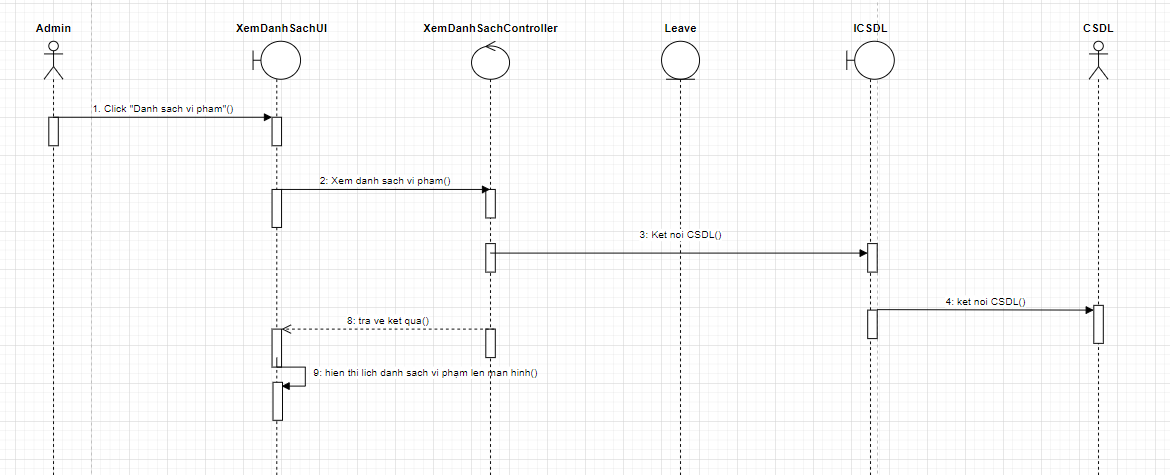 Admin
XemDanhSachUI
XemDanhSachController
Leave
ICSDL
CSDL
1. Click "Danh sach vi pham"()
2: Xem danh sach vi pham()
3: Ket noi CSDL()
4: ket noi CSDL()
8: tra ve ket qua()
9: hien thi lich danh sach vi phạm len man hinh()